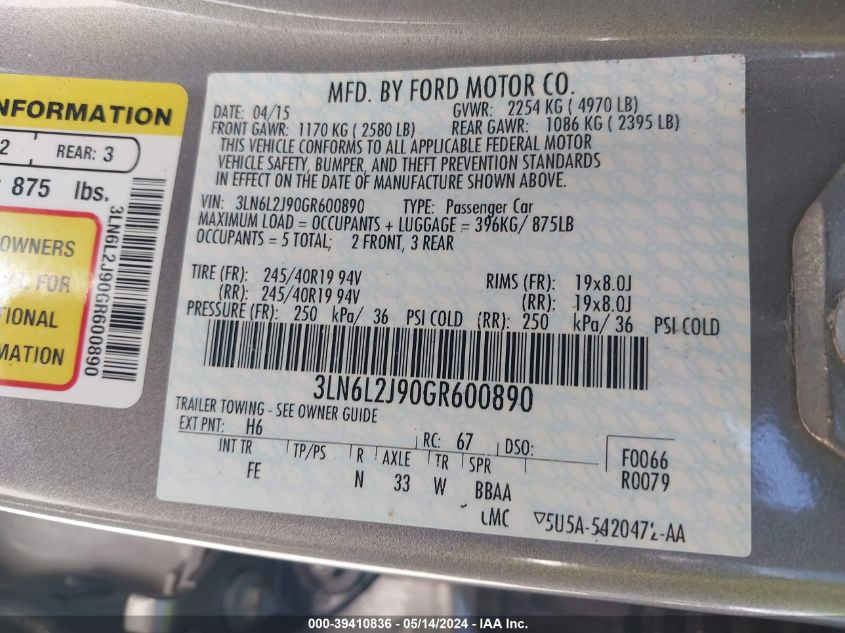 NFORMATION
2
REAR: 3
875 lbs.
OWNERS
E FOR
TIONAL
RMATION
3LN6L2J90GR600890
MFD. BY FORD MOTOR CO.
DATE: 04/15 GVWR: 2254 KG ( 4970 LB)
FRONT GAWR: 1170 KG ( 2580 LB) REAR GAWR: 1086 KG ( 2395 LB)
THIS VEHICLE CONFORMS TO ALL APPLICABLE FEDERAL MOTOR
VEHICLE SAFETY, BUMPER, AND THEFT PREVENTION STANDARDS
IN EFFECT ON THE DATE OF MANUFACTURE SHOWN ABOVE.
VIN: 3LN6L2J90GR600890 TYPE: Passenger Car
MAXIMUM LOAD = OCCUPANTS + LUGGAGE = 396KG/ 875LB
OCCUPANTS = 5 TOTAL; 2 FRONT, 3 REAR
TIRE (FR): 245/40R19 94V RIMS (FR): 19x8.0J
(RR): 245/40R19 94V (RR): 19x8.0J
PRESSURE (FR): 250 kPa/ 36 PSI COLD (RR): 250 kPa/ 36 PSI COLD
3LN6L2J90GR600890
TRAILER TOWING - SEE OWNER GUIDE
EXT PNT: H6 RC: 67 DSO: F0066
INT TR TP/PS R AXLE TR SPR R0079
FE N 33 W BBAA
LMC ▽5U5A-5420472-AA
000-39410836 - 05/14/2024 - IAA Inc.